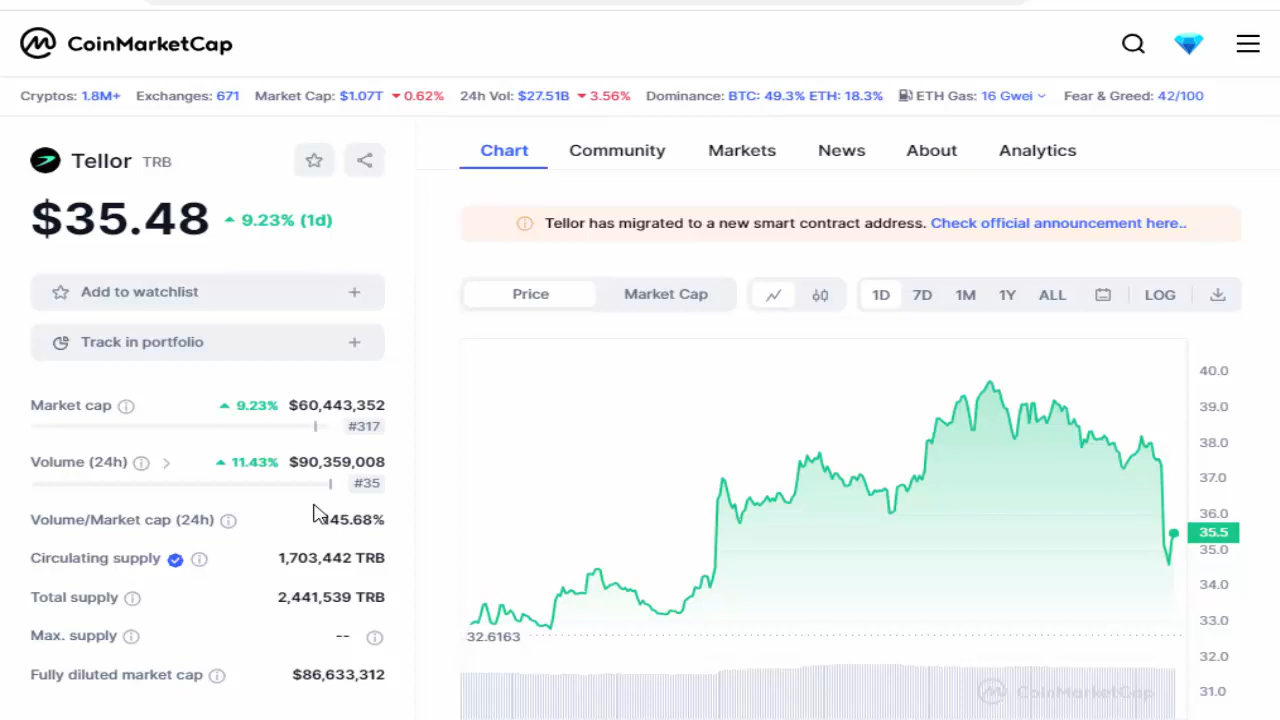 CoinMarketCap
Cryptos: 1.8M+ Exchanges: 671 Market Cap: $1.07T 0.62% 24h Vol: $27.51B 3.56% Dominance: BTC: 49.3% ETH: 18.3% ETH Gas: 16 Gwei Fear & Greed: 42/100
Tellor TRB
$35.48 9.23% (1d)
Add to watchlist
Track in portfolio
Market cap 9.23% $60,443,352
#317
Volume (24h) 11.43% $90,359,008
#35
Volume/Market cap (24h) 45.68%
Circulating supply 1,703,442 TRB
Total supply 2,441,539 TRB
Max. supply --
Fully diluted market cap $86,633,312
Chart Community Markets News About Analytics
Tellor has migrated to a new smart contract address. Check official announcement here..
Price Market Cap 1D 7D 1M 1Y ALL LOG
40.0
39.0
38.0
37.0
36.0
35.5
35.0
34.0
33.0
32.6163
32.0
31.0
CoinMarketCap